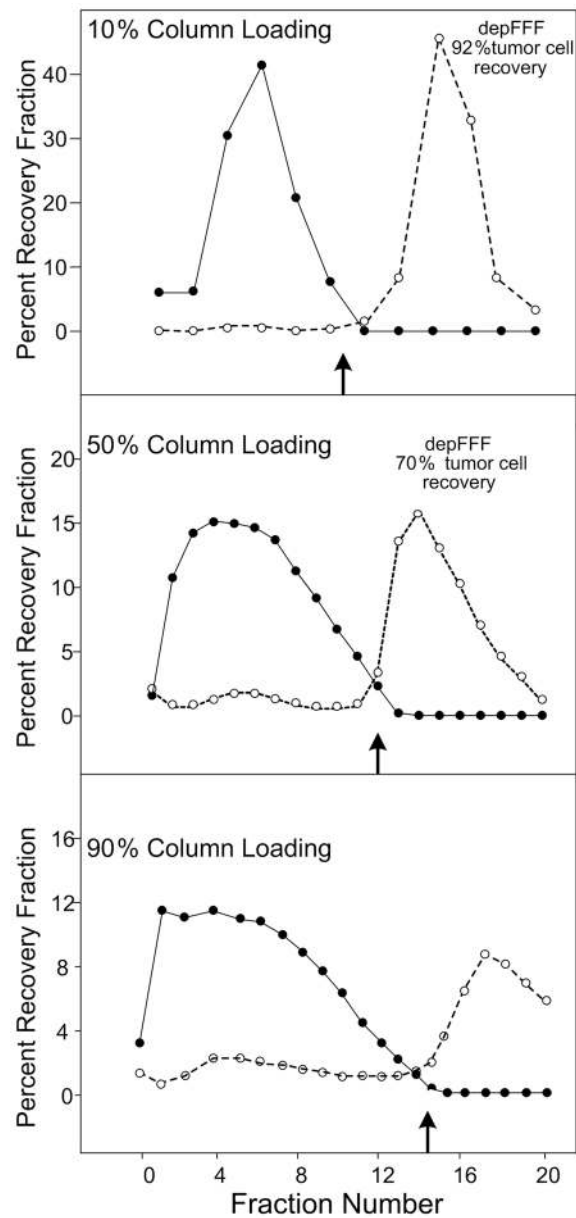 10% Column Loading
depFFF
92%tumor cell
recovery
Percent Recovery Fraction
40
30
20
10
0
50% Column Loading
depFFF
70% tumor cell
recovery
Percent Recovery Fraction
20
15
10
5
0
90% Column Loading
Percent Recovery Fraction
16
12
8
4
0
0 4 8 12 16 20
Fraction Number